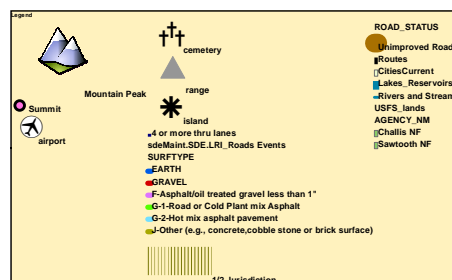 Legend
Mountain Peak
Summit
airport
cemetery
range
island
4 or more thru lanes
sdeMaint.SDE.LRI_Roads Events
SURFTYPE
EARTH
GRAVEL
F-Asphalt/oil treated gravel less than 1"
G-1-Road or Cold Plant mix Asphalt
G-2-Hot mix asphalt pavement
J-Other (e.g., concrete,cobble stone or brick surface)
1/2 Jurisdiction
ROAD_STATUS
Unimproved Road
Routes
CitiesCurrent
Lakes_Reservoirs
Rivers and Stream
USFS_lands
AGENCY_NM
Challis NF
Sawtooth NF